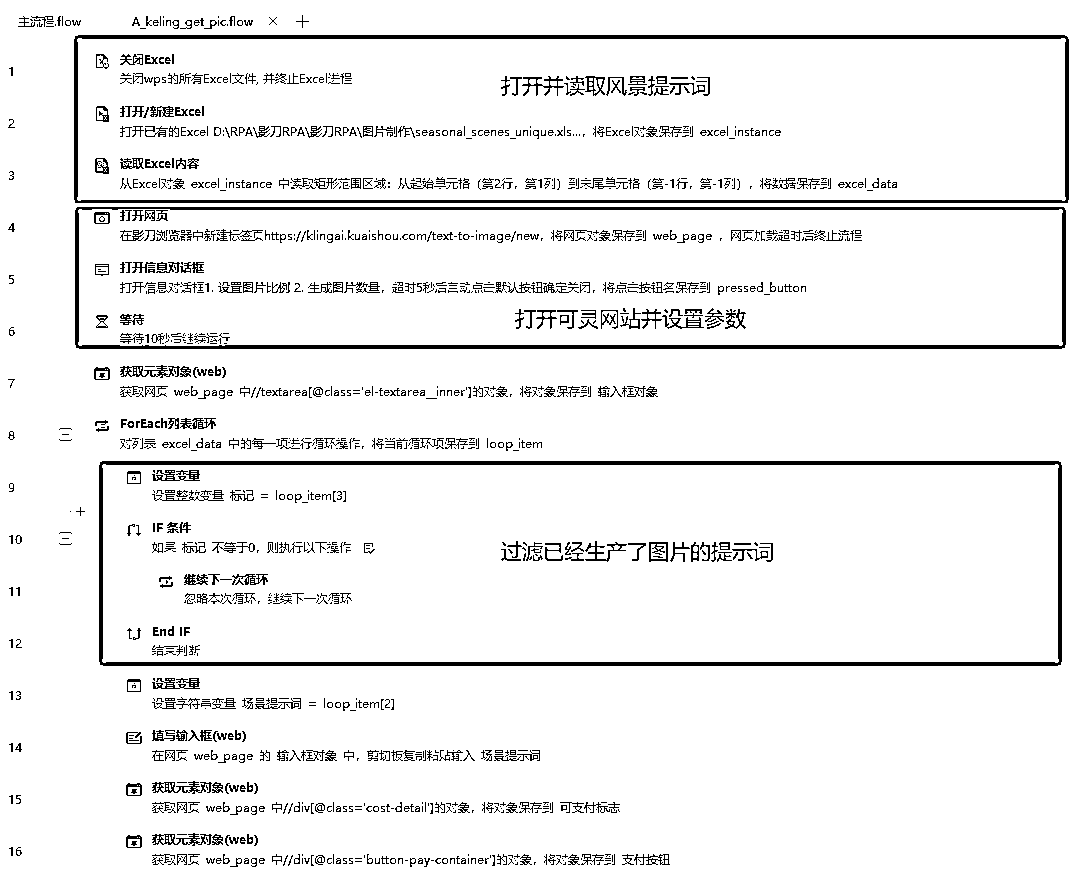 主流程.flow
A_keling_get_pic.flow
1
关闭Excel
关闭wps的所有Excel文件, 并终止Excel进程
打开并读取风景提示词
2
打开/新建Excel
打开已有的Excel D:\RPA\影刀RPA\影刀RPA\图片制作\seasonal_scenes_unique.xls...，将Excel对象保存到 excel_instance
3
读取Excel内容
从Excel对象 excel_instance 中读取矩形范围区域：从起始单元格（第2行，第1列）到末尾单元格（第-1行，第-1列），将数据保存到 excel_data
4
打开网页
在影刀浏览器中新建标签页https://klingai.kuaishou.com/text-to-image/new，将网页对象保存到 web_page ，网页加载超时后终止流程
5
打开信息对话框
打开信息对话框1. 设置图片比例 2. 生成图片数量，超时5秒后自动点击默认按钮确定关闭，将点击按钮名保存到 pressed_button
打开可灵网站并设置参数
6
等待
等待10秒后继续运行
7
获取元素对象(web)
获取网页 web_page 中//textarea[@class='el-textarea__inner']的对象，将对象保存到 输入框对象
8
ForEach列表循环
对列表 excel_data 中的每一项进行循环操作，将当前循环项保存到 loop_item
9
设置变量
设置整数变量 标记 = loop_item[3]
10
IF 条件
如果 标记 不等于0，则执行以下操作
过滤已经生产了图片的提示词
11
继续下一次循环
忽略本次循环，继续下一次循环
12
End IF
结束判断
13
设置变量
设置字符串变量 场景提示词 = loop_item[2]
14
填写输入框(web)
在网页 web_page 的 输入框对象 中，剪切板复制粘贴输入 场景提示词
15
获取元素对象(web)
获取网页 web_page 中//div[@class='cost-detail']的对象，将对象保存到 可支付标志
16
获取元素对象(web)
获取网页 web_page 中//div[@class='button-pay-container']的对象，将对象保存到 支付按钮